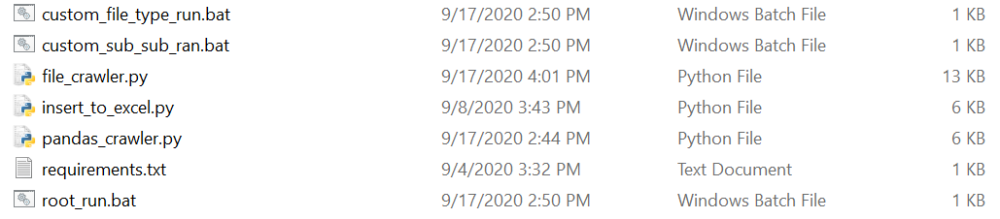 custom_file_type_run.bat 9/17/2020 2:50 PM Windows Batch File 1 KB
custom_sub_sub_ran.bat 9/17/2020 2:50 PM Windows Batch File 1 KB
file_crawler.py 9/17/2020 4:01 PM Python File 13 KB
insert_to_excel.py 9/8/2020 3:43 PM Python File 6 KB
pandas_crawler.py 9/17/2020 2:44 PM Python File 6 KB
requirements.txt 9/4/2020 3:32 PM Text Document 1 KB
root_run.bat 9/17/2020 2:50 PM Windows Batch File 1 KB